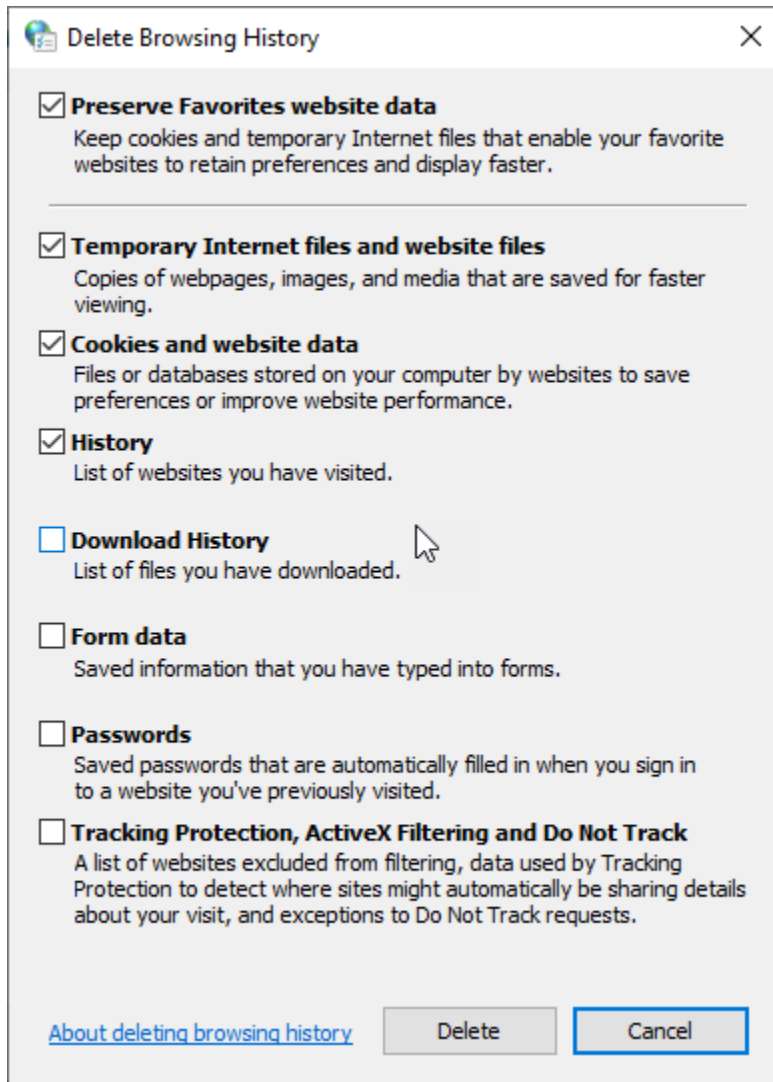 Delete Browsing History
Preserve Favorites website data
Keep cookies and temporary Internet files that enable your favorite
websites to retain preferences and display faster.
Temporary Internet files and website files
Copies of webpages, images, and media that are saved for faster
viewing.
Cookies and website data
Files or databases stored on your computer by websites to save
preferences or improve website performance.
History
List of websites you have visited.
Download History
List of files you have downloaded.
Form data
Saved information that you have typed into forms.
Passwords
Saved passwords that are automatically filled in when you sign in
to a website you've previously visited.
Tracking Protection, ActiveX Filtering and Do Not Track
A list of websites excluded from filtering, data used by Tracking
Protection to detect where sites might automatically be sharing details
about your visit, and exceptions to Do Not Track requests.
About deleting browsing history
Delete
Cancel